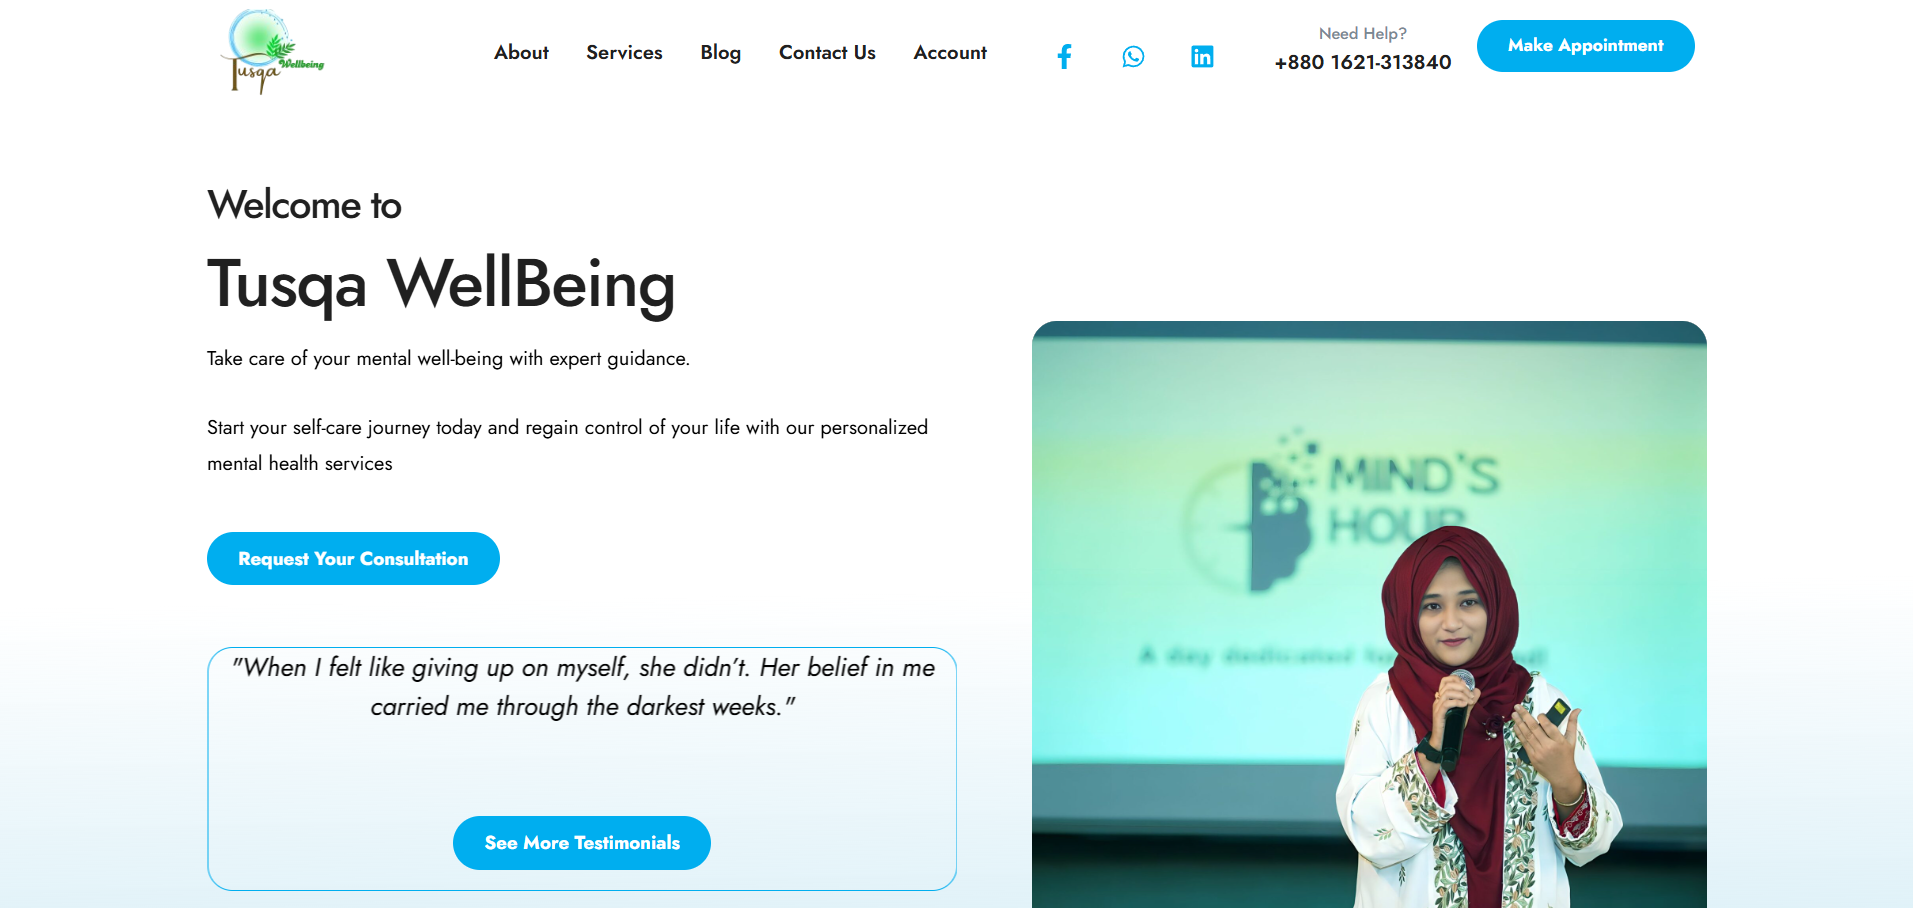 Tusqa Wellbeing
About Services Blog Contact Us Account
Need Help?
+880 1621-313840
Make Appointment
Welcome to
Tusqa WellBeing
Take care of your mental well-being with expert guidance.
Start your self-care journey today and regain control of your life with our personalized
mental health services
Request Your Consultation
"When I felt like giving up on myself, she didn't. Her belief in me
carried me through the darkest weeks."
See More Testimonials
MIND'S
HOUR
A day dedicated